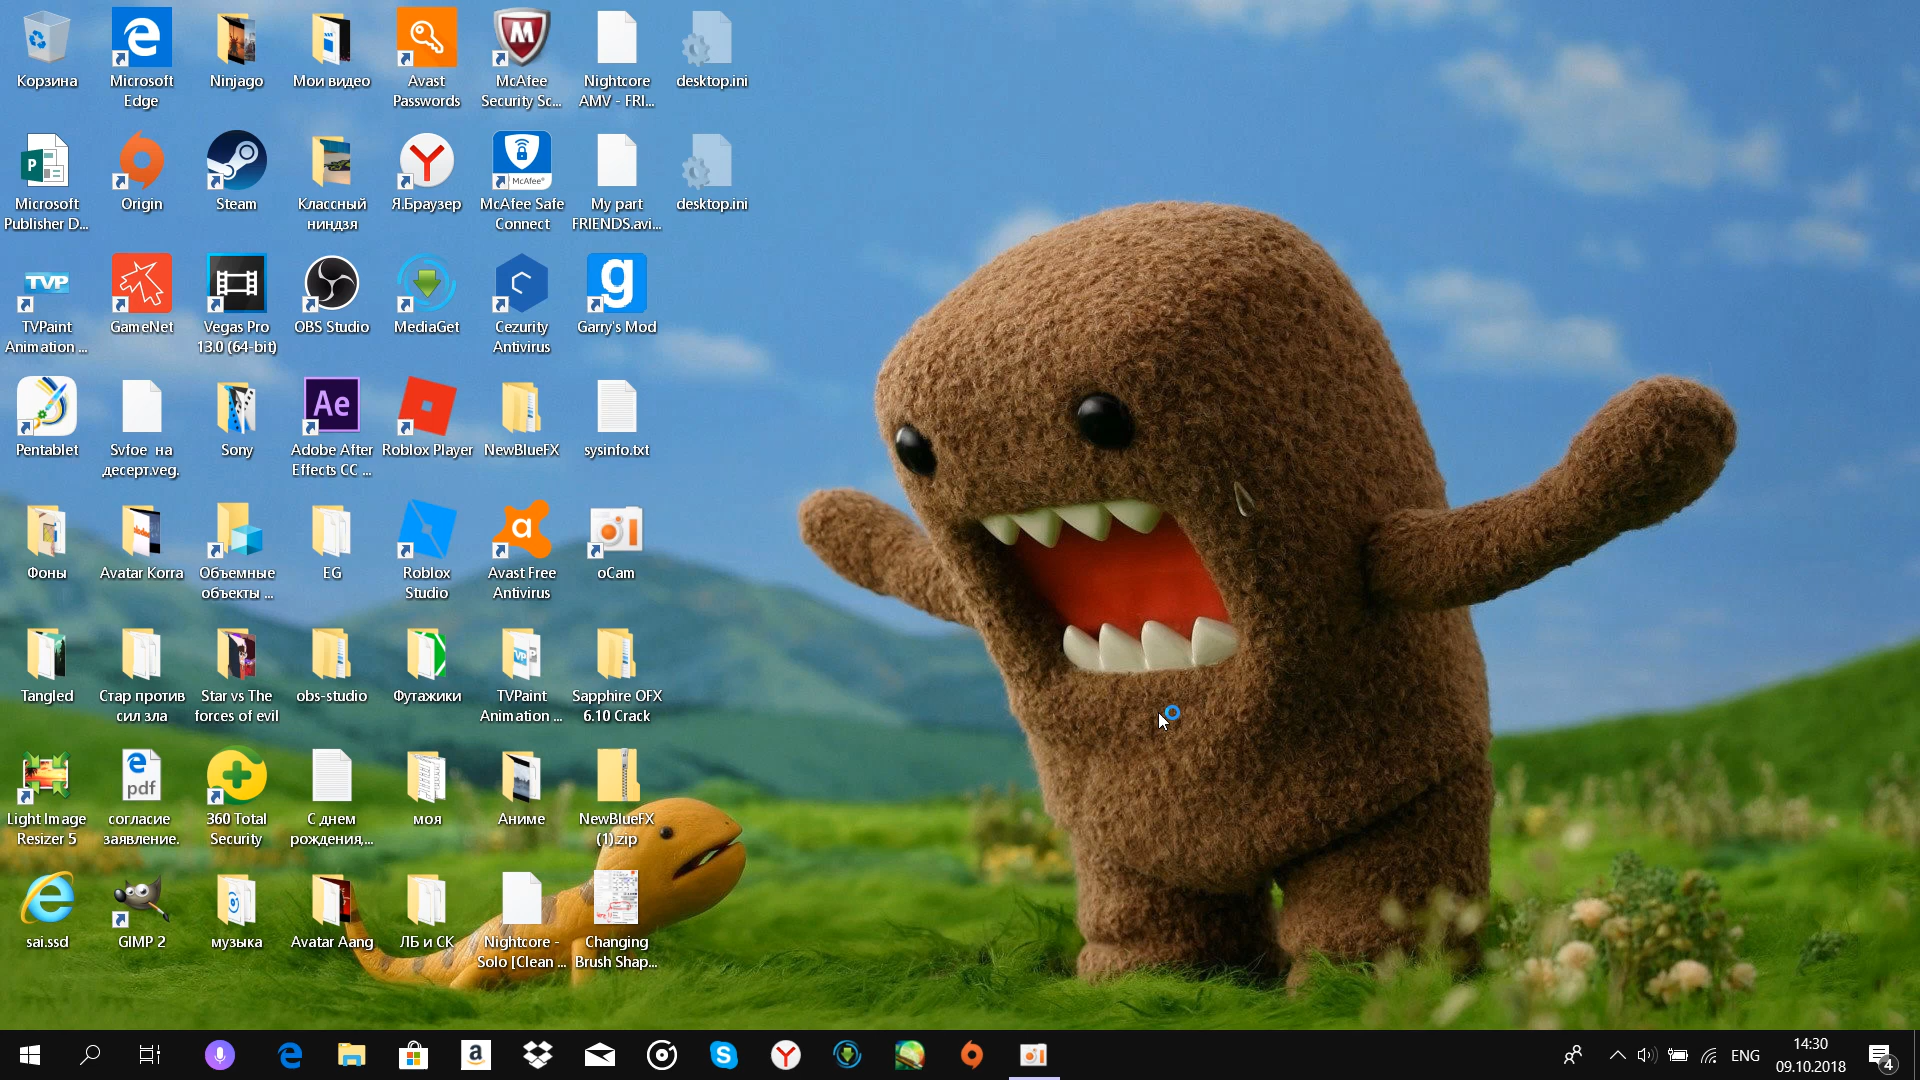 Корзина
Microsoft
Edge
Ninjago
Мои видео
Avast
Passwords
McAfee
Security Sc...
Nightcore
AMV - FRI...
desktop.ini
Microsoft
Publisher D...
Origin
Steam
Классный
ниндзя
Я.Браузер
McAfee®
McAfee Safe
Connect
My part
FRIENDS.avi...
desktop.ini
TVP
TVPaint
Animation ...
GameNet
Vegas Pro
13.0 (64-bit)
OBS Studio
MediaGet
Cezurity
Antivirus
g
Garry's Mod
Pentablet
Svfoe на
десерт.veg.
Sony
Ae
Adobe After
Effects CC ...
Roblox Player
NewBlueFX
sysinfo.txt
Фоны
Avatar Korra
Объемные
объекты ...
EG
Roblox
Studio
Avast Free
Antivirus
oCam
Tangled
Стар против
сил зла
Star vs The
forces of evil
obs-studio
Футажики
TVPaint
Animation ...
Sapphire OFX
6.10 Crack
Light Image
Resizer 5
pdf
согласие
заявление.
360 Total
Security
С днем
рождения,...
моя
Аниме
NewBlueFX
(1).zip
sai.ssd
GIMP 2
музыка
Avatar Aang
ЛБ и СК
Nightcore -
Solo [Clean ...
Changing
Brush Shap...
ENG
14:30
09.10.2018
4